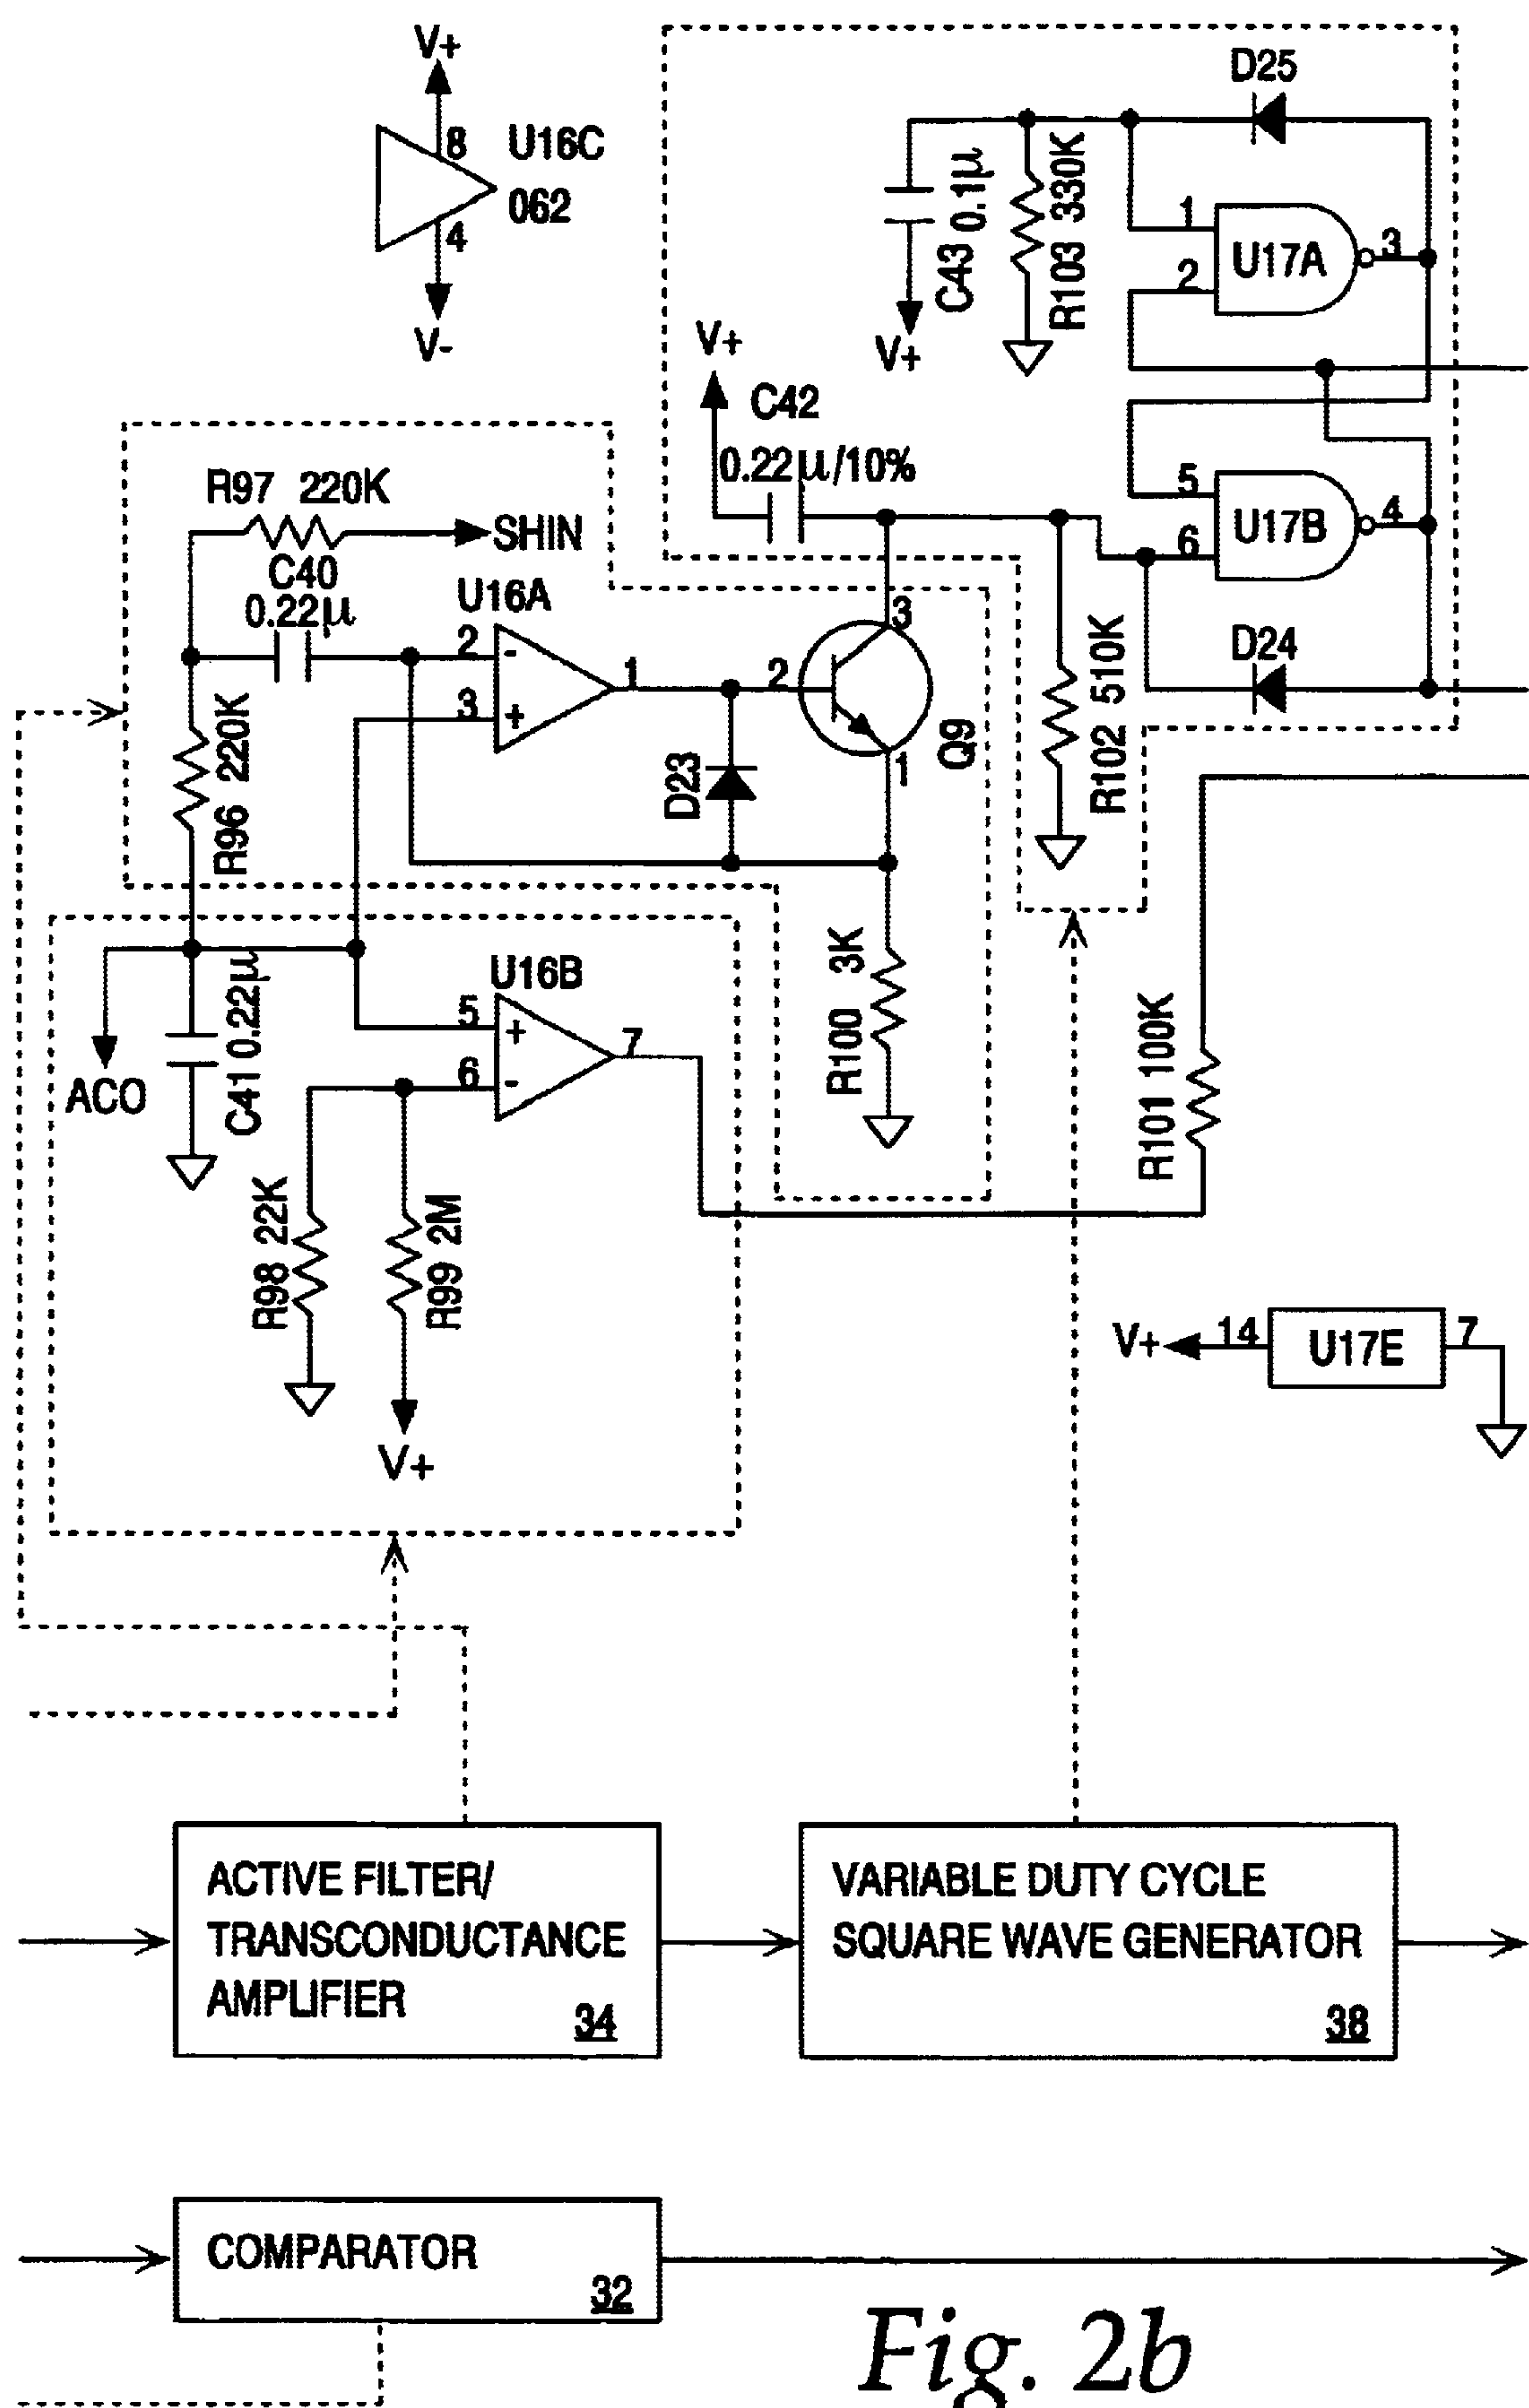 V+
8
U16C
062
4
V-
D25
C43 0.1μ
R103 330K
V+
1
2
U17A
3
V+
C42
0.22μ/10%
5
6
U17B
4
D24
R102 510K
R97 220K
SHIN
C40
0.22μ
U16A
2
-
3
+
1
2
3
1
Q9
D23
R96 220K
ACO
C41 0.22μ
U16B
5
+
6
-
7
R100 3K
R101 100K
R98 22K
R99 2M
V+
V+
14
U17E
7
ACTIVE FILTER/
TRANSCONDUCTANCE
AMPLIFIER
34
VARIABLE DUTY CYCLE
SQUARE WAVE GENERATOR
38
COMPARATOR
32
Fig. 2b